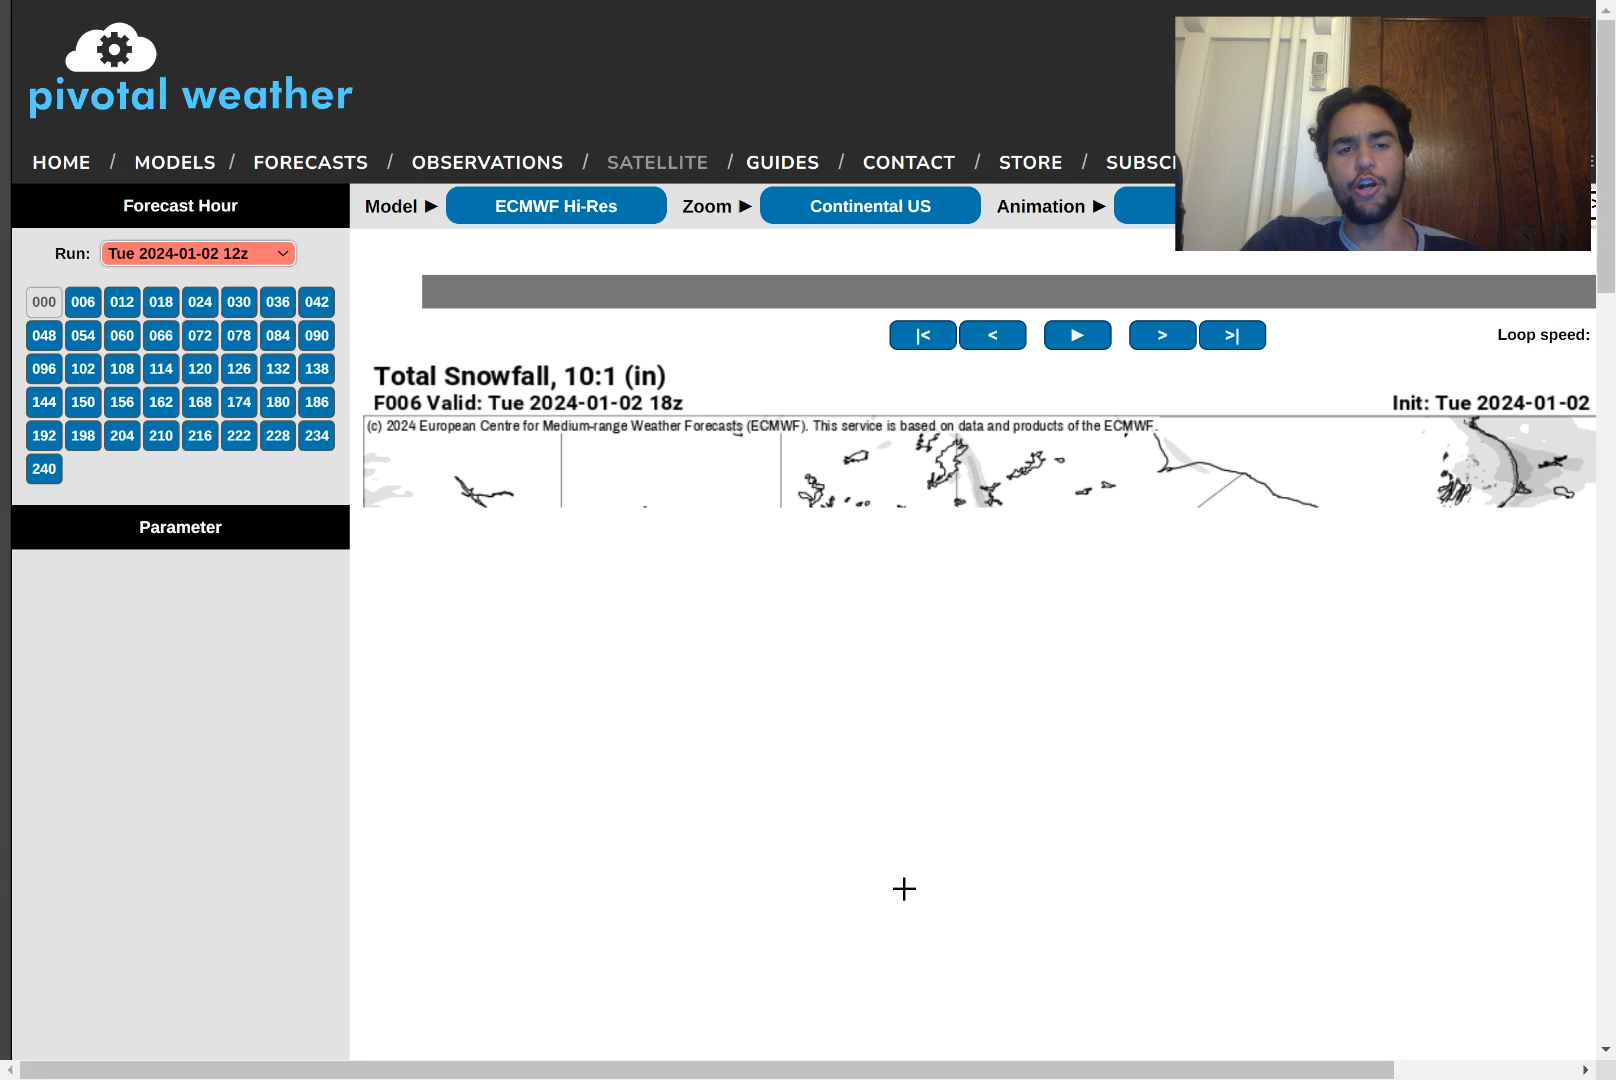 pivotal weather
HOME / MODELS / FORECASTS / OBSERVATIONS / SATELLITE / GUIDES / CONTACT / STORE / SUBSCI
Forecast Hour
Model ▶ ECMWF Hi-Res Zoom ▶ Continental US Animation ▶
Run: Tue 2024-01-02 12z
000 006 012 018 024 030 036 042
048 054 060 066 072 078 084 090
096 102 108 114 120 126 132 138
144 150 156 162 168 174 180 186
192 198 204 210 216 222 228 234
240
Parameter
|< < ▶ > >| Loop speed:
Total Snowfall, 10:1 (in)
F006 Valid: Tue 2024-01-02 18z Init: Tue 2024-01-02
(c) 2024 European Centre for Medium-range Weather Forecasts (ECMWF). This service is based on data and products of the ECMWF.